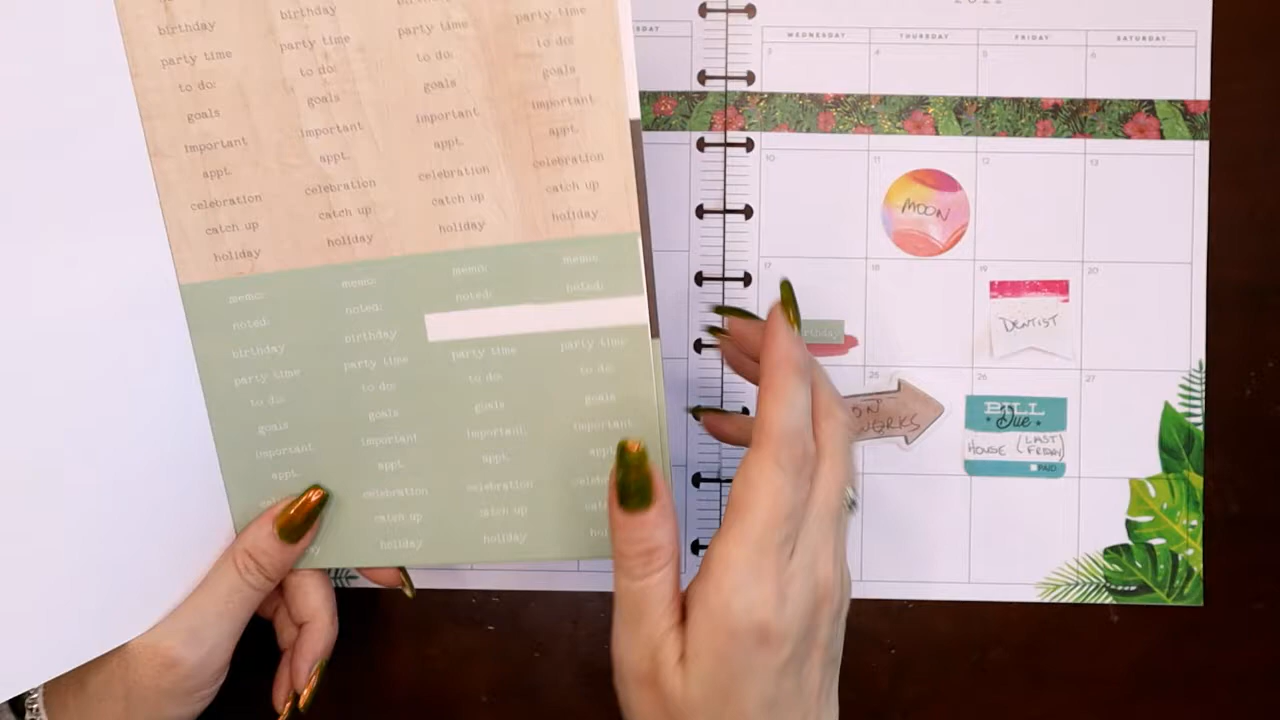 birthday
party time
to do:
goals
important
appt.
celebration
catch up
holiday
birthday
party time
to do:
goals
important
appt.
celebration
catch up
holiday
party time
to do:
goals
important
appt.
celebration
catch up
holiday
party time
to do:
goals
important
appt.
celebration
catch up
holiday
memo:
noted:
birthday
party time
to do:
goals
important
appt.
memo:
noted:
birthday
party time
to do:
goals
important
appt.
celebration
catch up
holiday
memo:
noted:
party time
to do:
goals
important
appt.
celebration
catch up
holiday
memo:
noted:
party time
to do:
goals
important
WEDNESDAY THURSDAY FRIDAY SATURDAY
3 4 5 6
10 11 12 13
MOON
17 18 19 20
DENTIST
25 26 27
BILL
Due
HOUSE (LAST
FRIDAY)
PAID